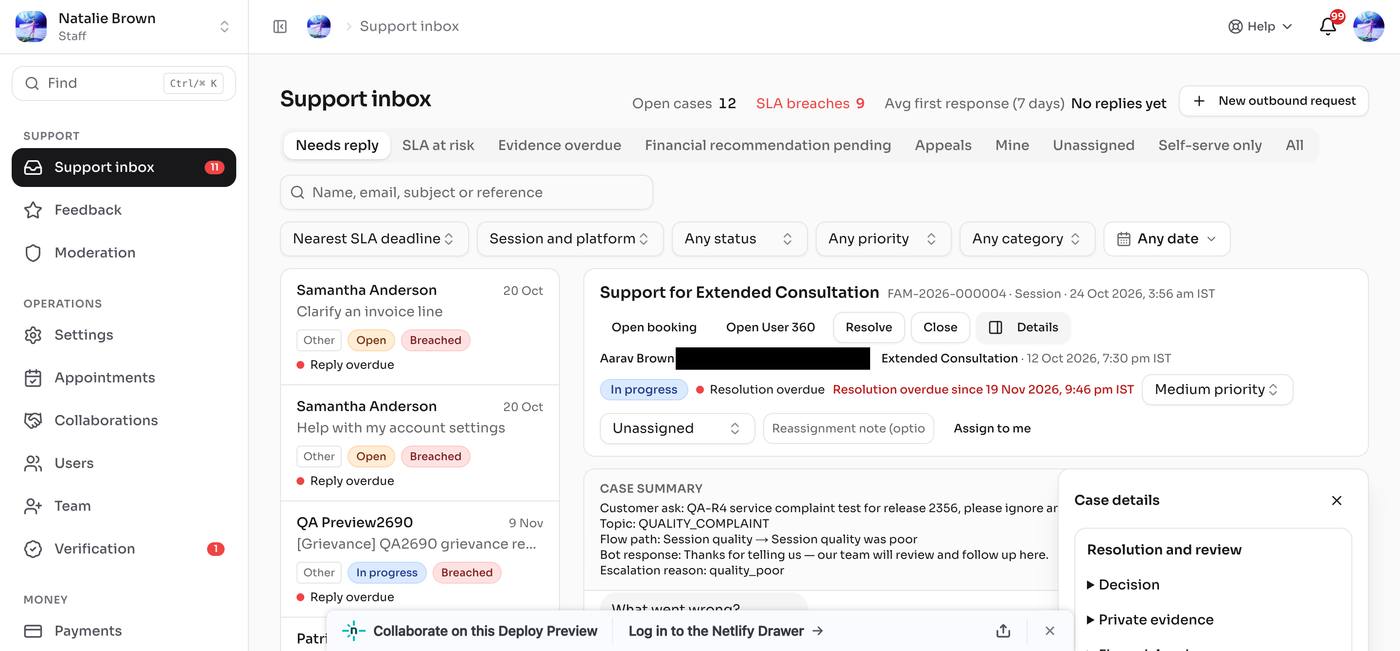 Natalie Brown
Staff
Support inbox
Help
99
Find
Ctrl/⌘ K
SUPPORT
Support inbox 11
Feedback
Moderation
OPERATIONS
Settings
Appointments
Collaborations
Users
Team
Verification 1
MONEY
Payments
Support inbox
Open cases 12 SLA breaches 9 Avg first response (7 days) No replies yet
New outbound request
Needs reply SLA at risk Evidence overdue Financial recommendation pending Appeals Mine Unassigned Self-serve only All
Name, email, subject or reference
Nearest SLA deadline Session and platform Any status Any priority Any category Any date
Samantha Anderson 20 Oct
Clarify an invoice line
Other Open Breached
Reply overdue
Samantha Anderson 20 Oct
Help with my account settings
Other Open Breached
Reply overdue
QA Preview2690 9 Nov
[Grievance] QA2690 grievance re...
Other In progress Breached
Reply overdue
Patri
Support for Extended Consultation FAM-2026-000004 · Session · 24 Oct 2026, 3:56 am IST
Open booking Open User 360 Resolve Close Details
Aarav Brown Extended Consultation · 12 Oct 2026, 7:30 pm IST
In progress Resolution overdue Resolution overdue since 19 Nov 2026, 9:46 pm IST Medium priority
Unassigned Reassignment note (optio Assign to me
CASE SUMMARY
Customer ask: QA-R4 service complaint test for release 2356, please ignore ar
Topic: QUALITY_COMPLAINT
Flow path: Session quality → Session quality was poor
Bot response: Thanks for telling us — our team will review and follow up here.
Escalation reason: quality_poor
What went wrong?
Case details
Resolution and review
Decision
Private evidence
Collaborate on this Deploy Preview Log in to the Netlify Drawer →